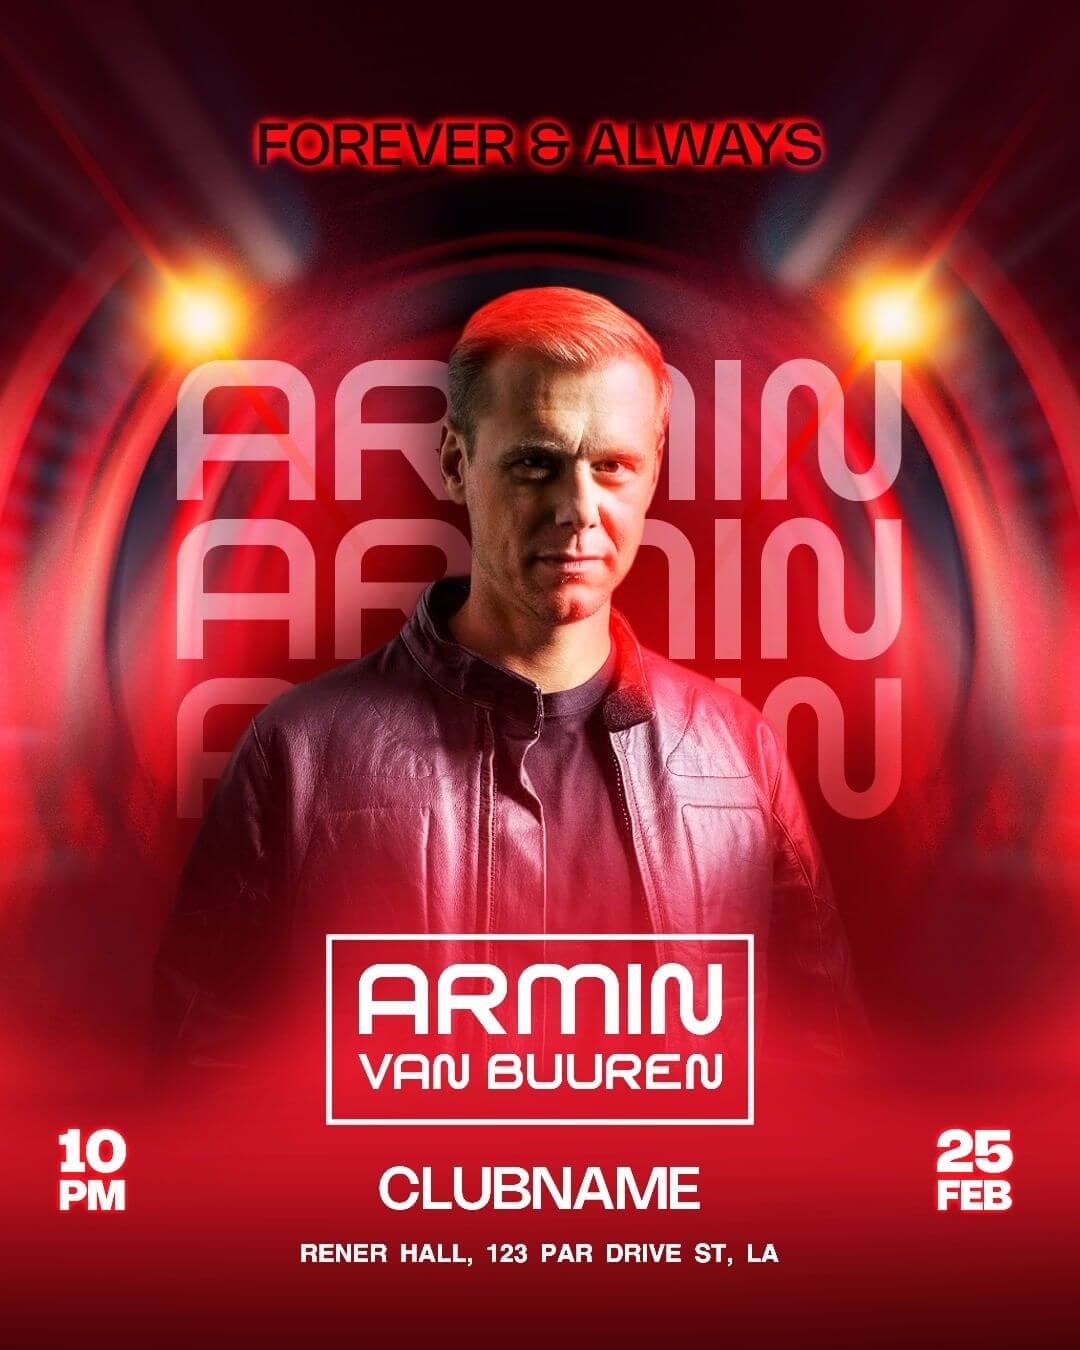 FOREVER & ALWAYS
ARMIN
ARMIN
ARMIN
ARMIN
VAN BUUREN
10
PM
25
FEB
CLUBNAME
RENER HALL, 123 PAR DRIVE ST, LA